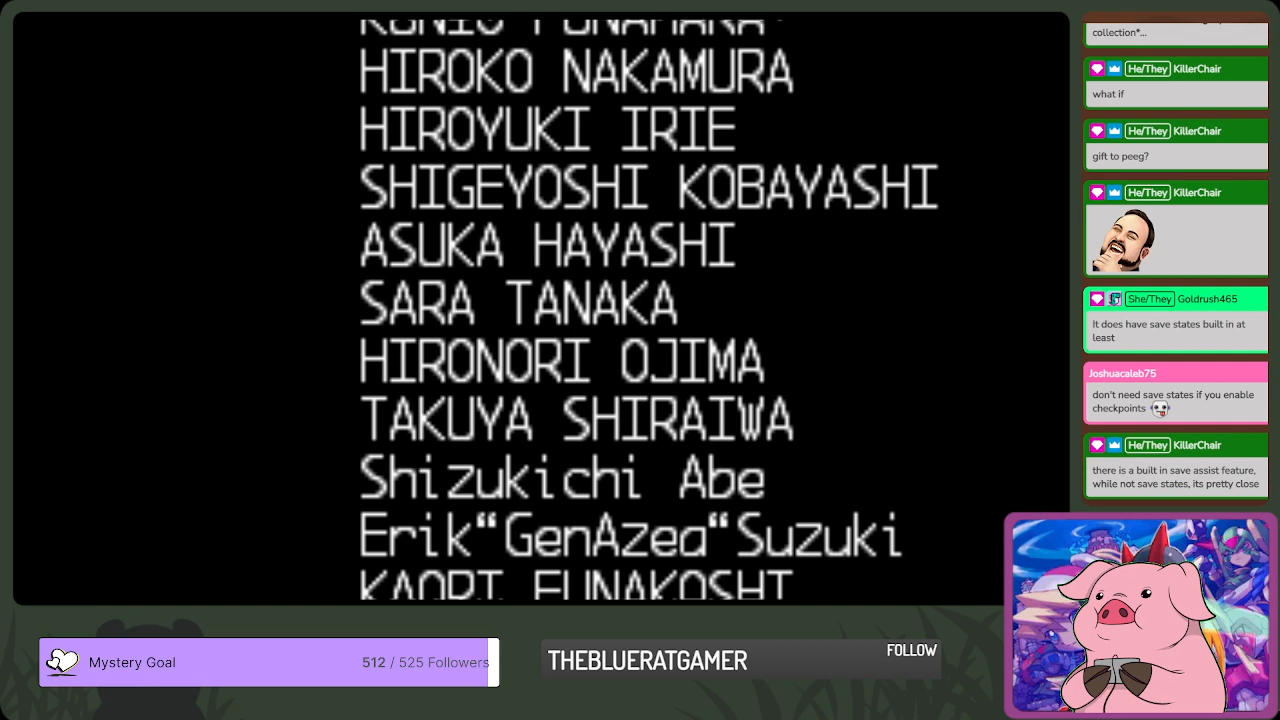 HIROKO NAKAMURA
HIROYUKI IRIE
SHIGEYOSHI KOBAYASHI
ASUKA HAYASHI
SARA TANAKA
HIRONORI OJIMA
TAKUYA SHIRAIWA
Shizukichi Abe
Erik“GenAzea“Suzuki
KAORI FUNAKOSHI
collection*...
He/They KillerChair
what if
He/They KillerChair
gift to peeg?
He/They KillerChair
She/They Goldrush465
It does have save states built in at
least
Joshuacaleb75
don't need save states if you enable
checkpoints
He/They KillerChair
there is a built in save assist feature,
while not save states, its pretty close
Mystery Goal
512 / 525 Followers
THEBLUERATGAMER
FOLLOW